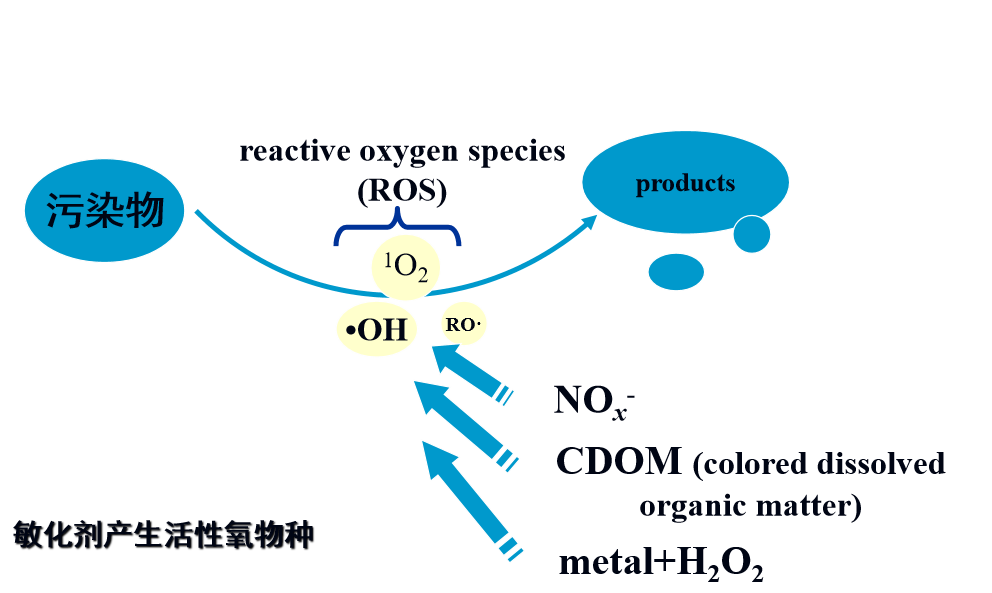 reactive oxygen species
(ROS)
污染物
products
¹O₂
•OH
RO·
NOₓ⁻
CDOM (colored dissolved
organic matter)
敏化剂产生活性氧物种
metal+H₂O₂